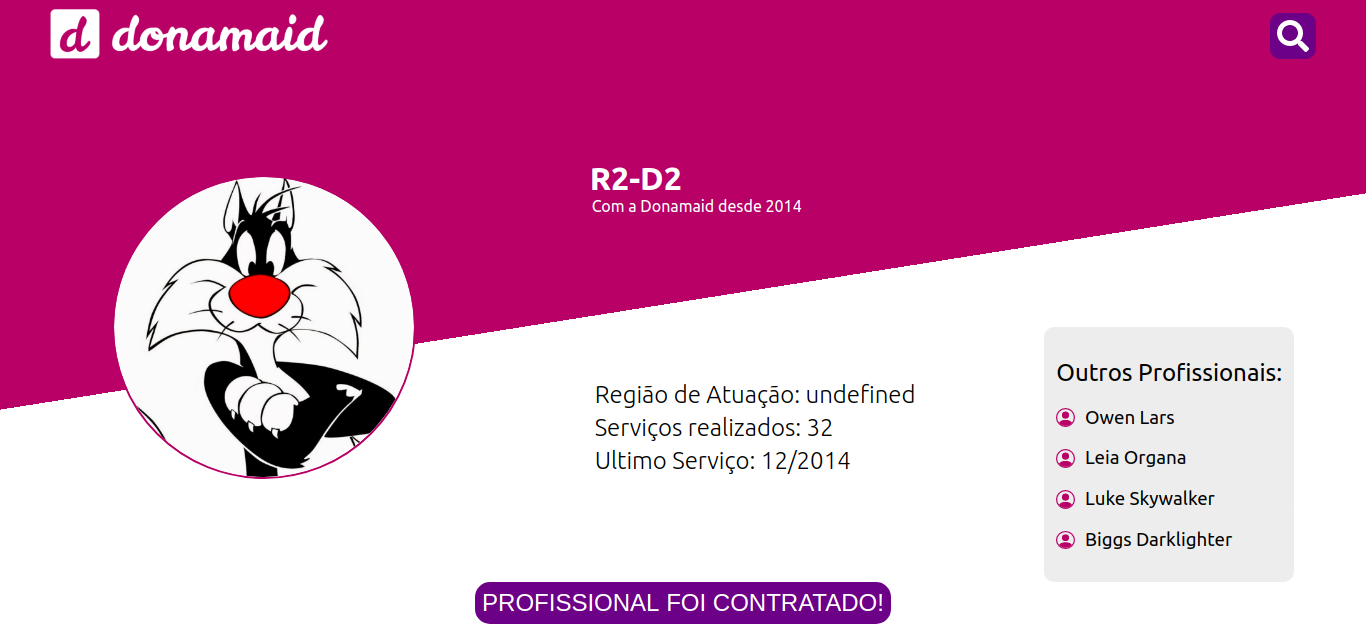 d donamaid
R2-D2
Com a Donamaid desde 2014
Região de Atuação: undefined
Serviços realizados: 32
Ultimo Serviço: 12/2014
Outros Profissionais:
Owen Lars
Leia Organa
Luke Skywalker
Biggs Darklighter
PROFISSIONAL FOI CONTRATADO!